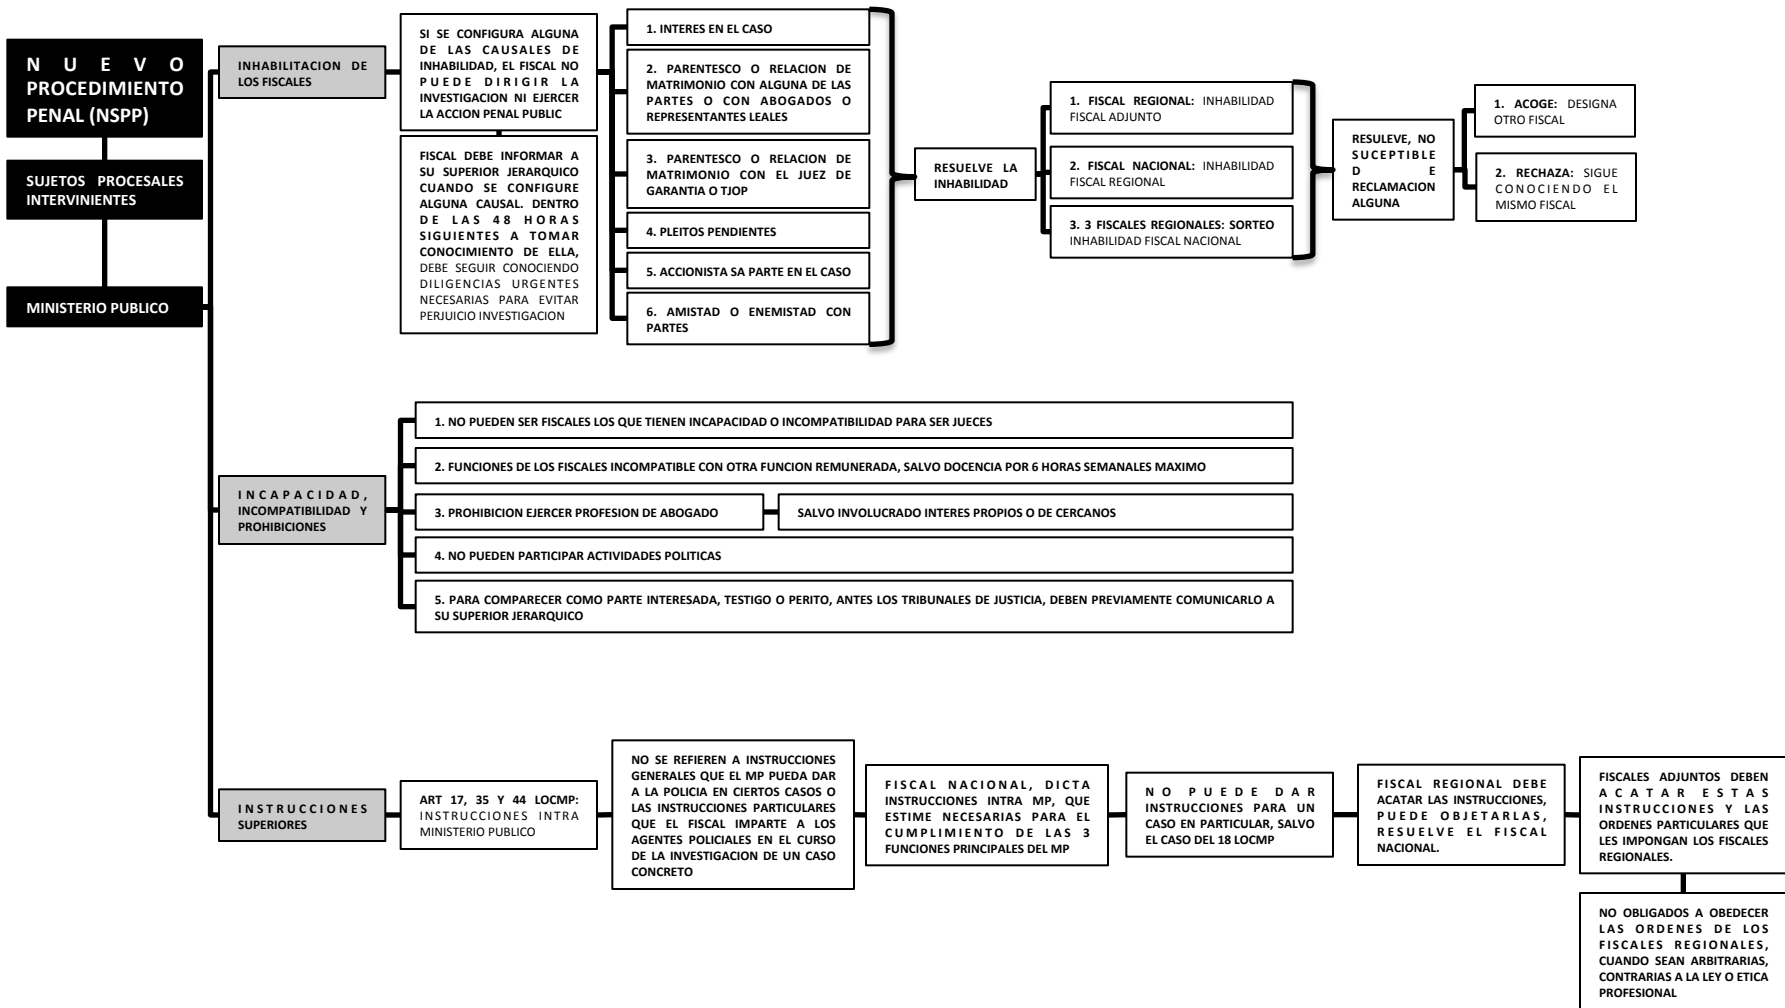 N U E V O
PROCEDIMIENTO
PENAL (NSPP)
SUJETOS PROCESALES
INTERVINIENTES
MINISTERIO PUBLICO
INHABILITACION DE
LOS FISCALES
SI SE CONFIGURA ALGUNA
DE LAS CAUSALES DE
INHABILIDAD, EL FISCAL NO
PUEDE DIRIGIR LA
INVESTIGACION NI EJERCER
LA ACCION PENAL PUBLIC
FISCAL DEBE INFORMAR A
SU SUPERIOR JERARQUICO
CUANDO SE CONFIGURE
ALGUNA CAUSAL. DENTRO
DE LAS 48 HORAS
SIGUIENTES A TOMAR
CONOCIMIENTO DE ELLA,
DEBE SEGUIR CONOCIENDO
DILIGENCIAS URGENTES
NECESARIAS PARA EVITAR
PERJUICIO INVESTIGACION
1. INTERES EN EL CASO
2. PARENTESCO O RELACION DE
MATRIMONIO CON ALGUNA DE LAS
PARTES O CON ABOGADOS O
REPRESENTANTES LEALES
3. PARENTESCO O RELACION DE
MATRIMONIO CON EL JUEZ DE
GARANTIA O TJOP
4. PLEITOS PENDIENTES
5. ACCIONISTA SA PARTE EN EL CASO
6. AMISTAD O ENEMISTAD CON
PARTES
RESUELVE LA
INHABILIDAD
1. FISCAL REGIONAL: INHABILIDAD
FISCAL ADJUNTO
2. FISCAL NACIONAL: INHABILIDAD
FISCAL REGIONAL
3. 3 FISCALES REGIONALES: SORTEO
INHABILIDAD FISCAL NACIONAL
RESULEVE, NO
SUCEPTIBLE
D E
RECLAMACION
ALGUNA
1. ACOGE: DESIGNA
OTRO FISCAL
2. RECHAZA: SIGUE
CONOCIENDO EL
MISMO FISCAL
INCAPACIDAD,
INCOMPATIBILIDAD Y
PROHIBICIONES
1. NO PUEDEN SER FISCALES LOS QUE TIENEN INCAPACIDAD O INCOMPATIBILIDAD PARA SER JUECES
2. FUNCIONES DE LOS FISCALES INCOMPATIBLE CON OTRA FUNCION REMUNERADA, SALVO DOCENCIA POR 6 HORAS SEMANALES MAXIMO
3. PROHIBICION EJERCER PROFESION DE ABOGADO
SALVO INVOLUCRADO INTERES PROPIOS O DE CERCANOS
4. NO PUEDEN PARTICIPAR ACTIVIDADES POLITICAS
5. PARA COMPARECER COMO PARTE INTERESADA, TESTIGO O PERITO, ANTES LOS TRIBUNALES DE JUSTICIA, DEBEN PREVIAMENTE COMUNICARLO A
SU SUPERIOR JERARQUICO
INSTRUCCIONES
SUPERIORES
ART 17, 35 Y 44 LOCMP:
INSTRUCCIONES INTRA
MINISTERIO PUBLICO
NO SE REFIEREN A INSTRUCCIONES
GENERALES QUE EL MP PUEDA DAR
A LA POLICIA EN CIERTOS CASOS O
LAS INSTRUCCIONES PARTICULARES
QUE EL FISCAL IMPARTE A LOS
AGENTES POLICIALES EN EL CURSO
DE LA INVESTIGACION DE UN CASO
CONCRETO
FISCAL NACIONAL, DICTA
INSTRUCCIONES INTRA MP, QUE
ESTIME NECESARIAS PARA EL
CUMPLIMIENTO DE LAS 3
FUNCIONES PRINCIPALES DEL MP
NO PUEDE DAR
INSTRUCCIONES PARA UN
CASO EN PARTICULAR, SALVO
EL CASO DEL 18 LOCMP
FISCAL REGIONAL DEBE
ACATAR LAS INSTRUCCIONES,
PUEDE OBJETARLAS,
RESUELVE EL FISCAL
NACIONAL.
FISCALES ADJUNTOS DEBEN
ACATAR ESTAS
INSTRUCCIONES Y LAS
ORDENES PARTICULARES QUE
LES IMPONGAN LOS FISCALES
REGIONALES.
NO OBLIGADOS A OBEDECER
LAS ORDENES DE LOS
FISCALES REGIONALES,
CUANDO SEAN ARBITRARIAS,
CONTRARIAS A LA LEY O ETICA
PROFESIONAL